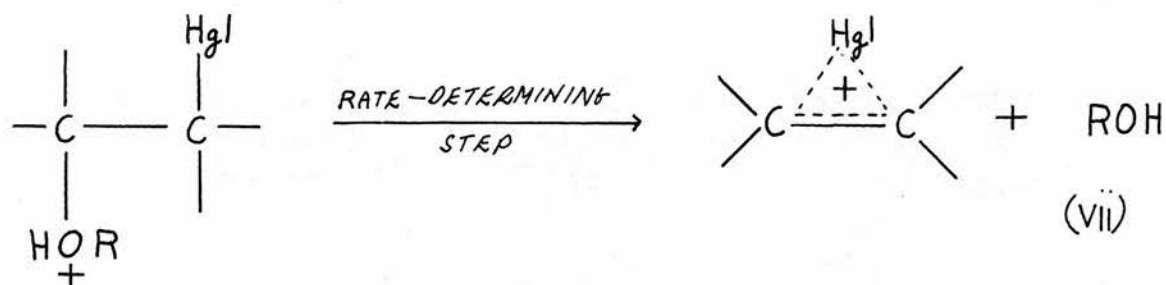 HgI HgI
RATE-DETERMINING
STEP
C C C C + ROH
+
HOR
+
(vii)